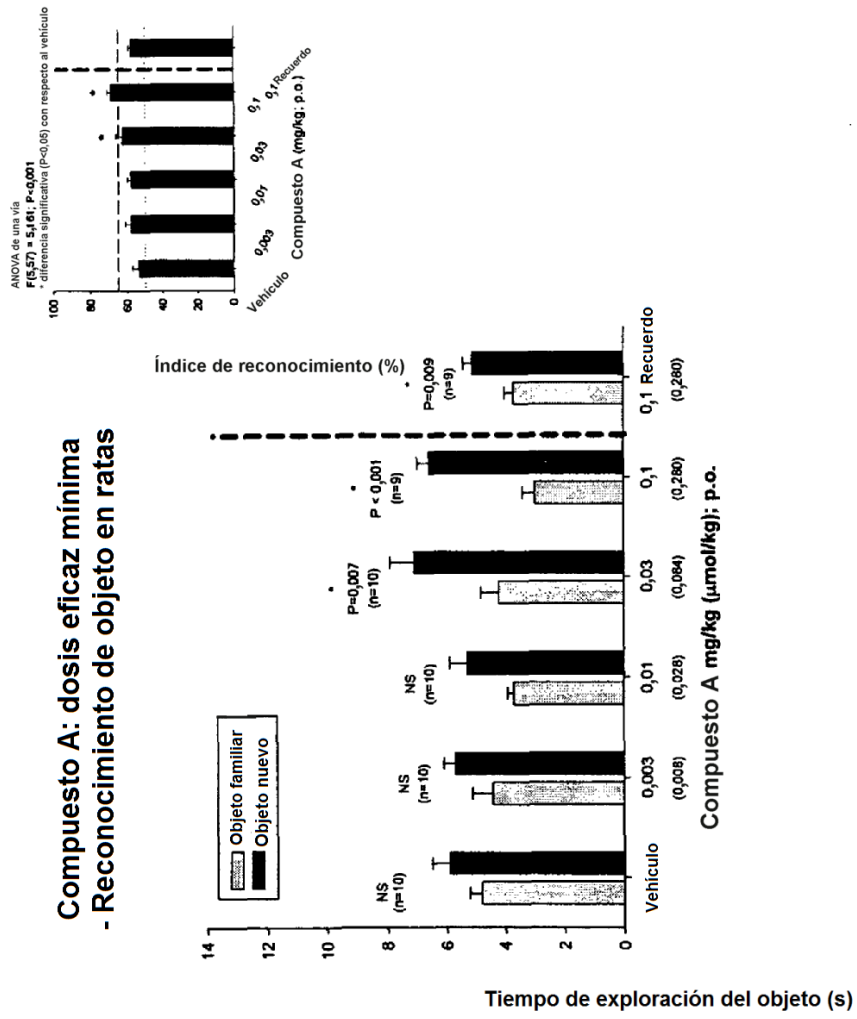 Compuesto A: dosis eficaz mínima
- Reconocimiento de objeto en ratas
ANOVA de una vía
F(5,57) = 5,161; P<0,001
* diferencia significativa (P<0,05) con respecto al vehículo
100
80
60
40
20
0
*
*
Vehículo
0,003
0,01
0,03
0,1
0,1 Recuerdo
Compuesto A (mg/kg; p.o.)
Índice de reconocimiento (%)
Objeto familiar
Objeto nuevo
14
12
10
8
6
4
2
0
NS
(n=10)
NS
(n=10)
NS
(n=10)
*
P=0,007
(n=10)
*
P < 0,001
(n=9)
*
P=0,009
(n=9)
Vehículo
0,003
(0,008)
0,01
(0,028)
0,03
(0,084)
0,1
(0,280)
0,1 Recuerdo
(0,280)
Compuesto A mg/kg (µmol/kg); p.o.
Tiempo de exploración del objeto (s)